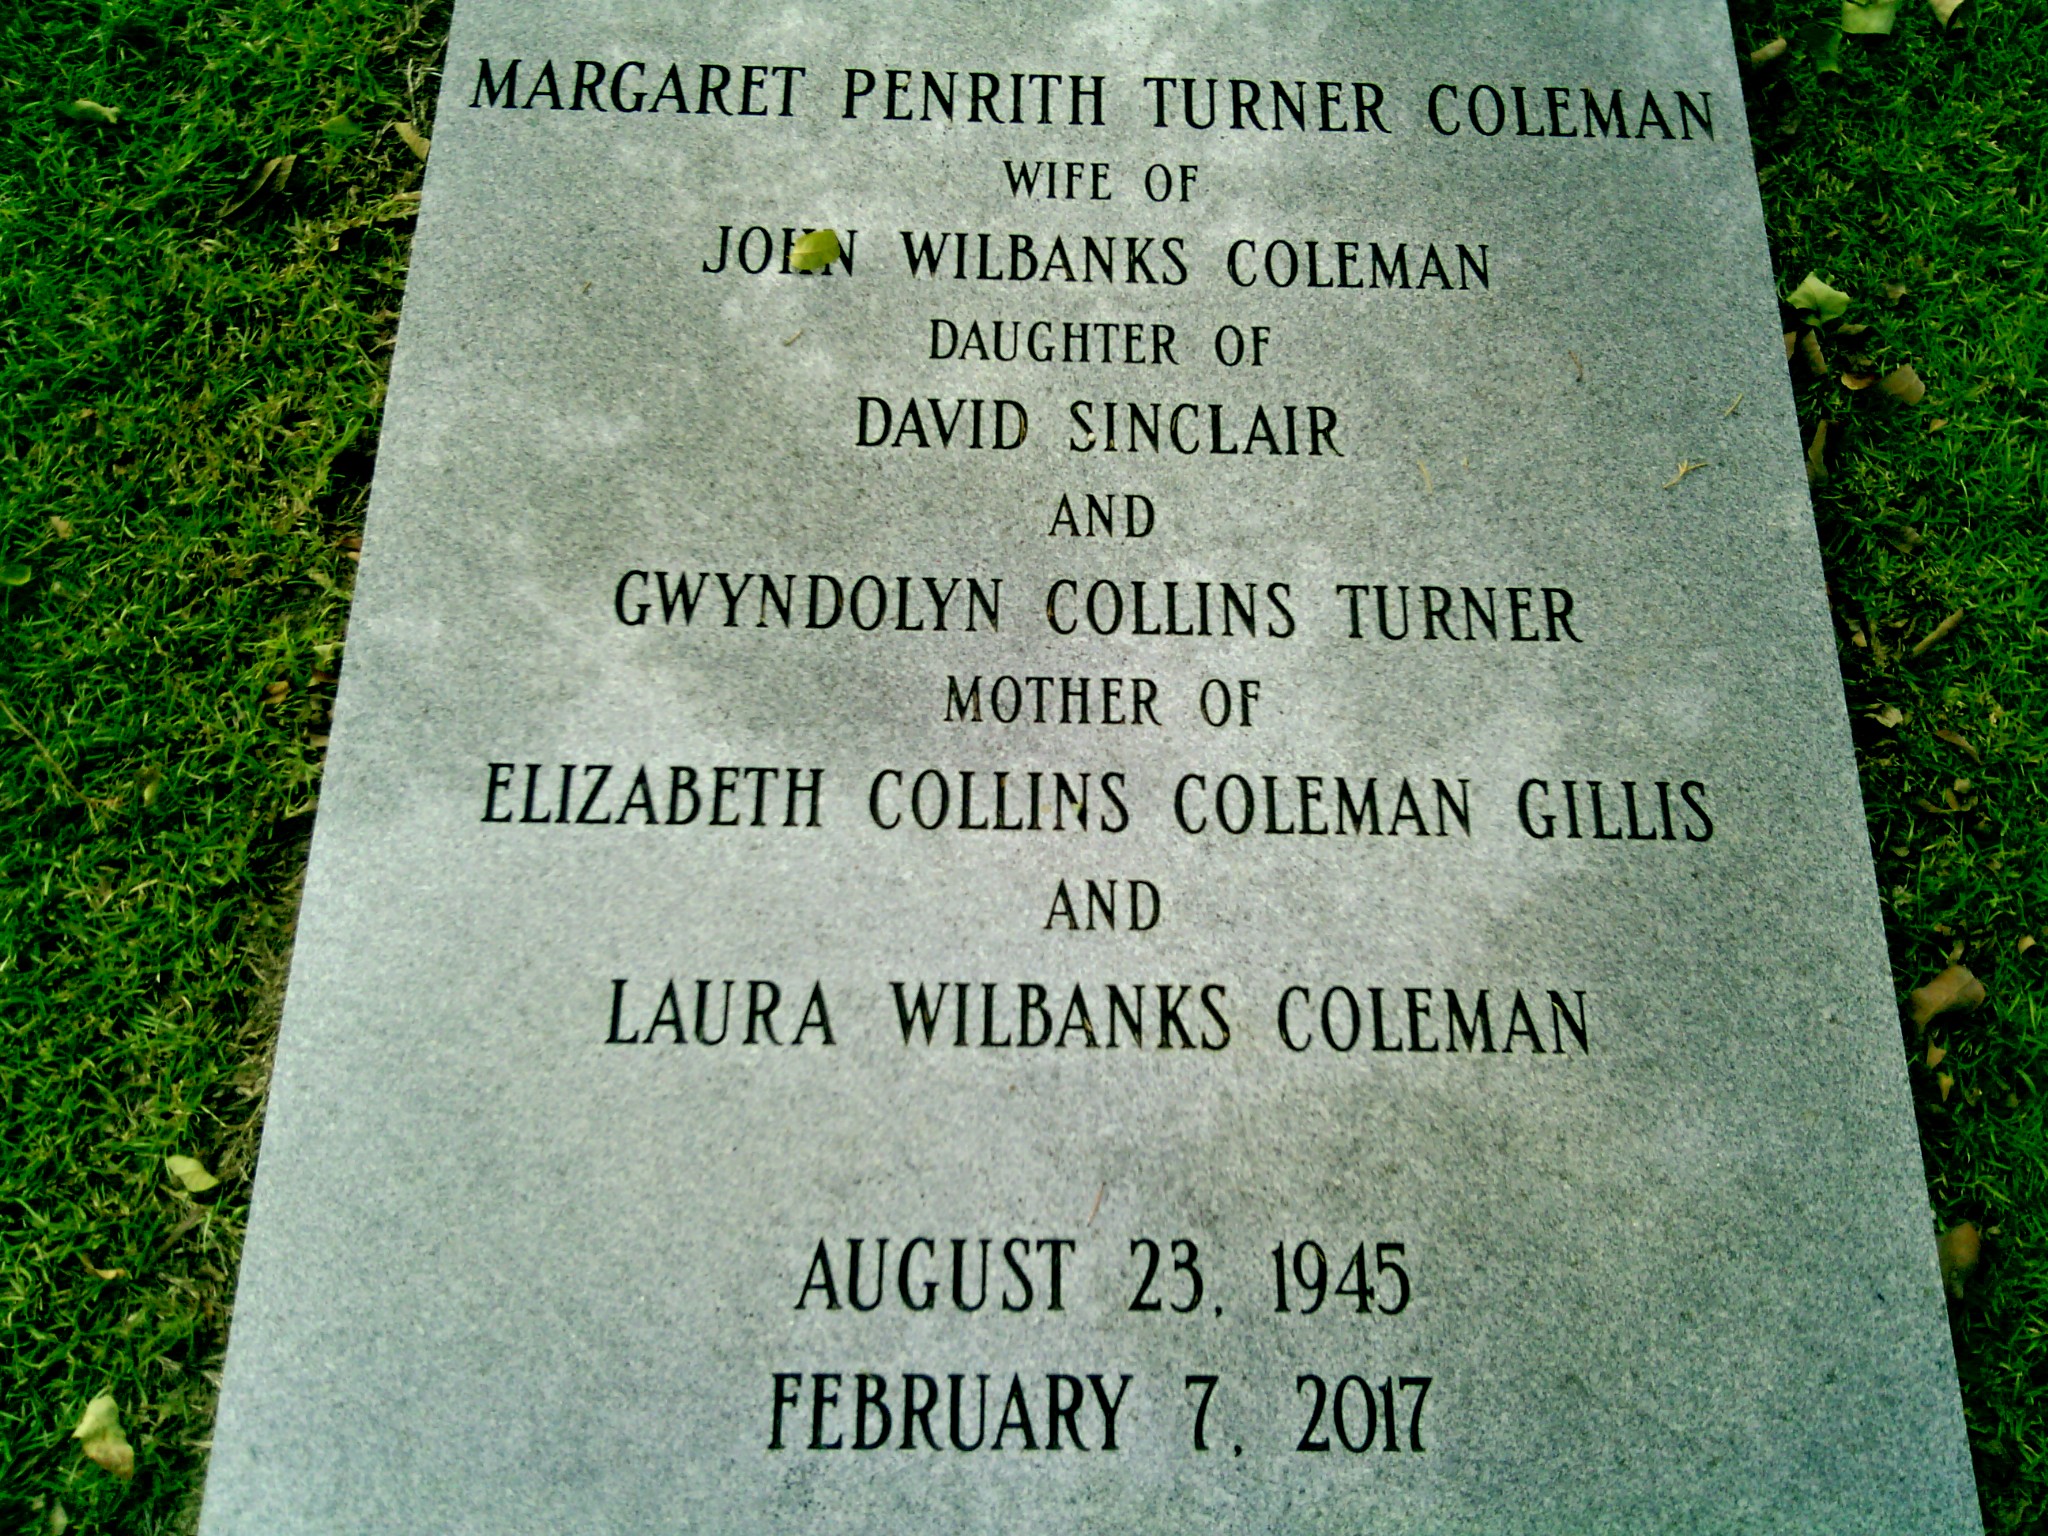 MARGARET PENRITH TURNER COLEMAN
WIFE OF
JOHN WILBANKS COLEMAN
DAUGHTER OF
DAVID SINCLAIR
AND
GWYNDOLYN COLLINS TURNER
MOTHER OF
ELIZABETH COLLINS COLEMAN GILLIS
AND
LAURA WILBANKS COLEMAN
AUGUST 23, 1945
FEBRUARY 7, 2017